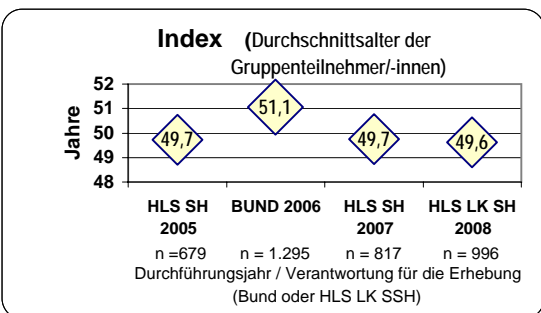 Index (Durchschnittsalter der
Gruppenteilnehmer/-innen)
Jahre
52
51
50
49
48
49,7
51,1
49,7
49,6
HLS SH BUND 2006 HLS SH HLS LK SH
2005 2007 2008
n =679 n = 1.295 n = 817 n = 996
Durchführungsjahr / Verantwortung für die Erhebung
(Bund oder HLS LK SSH)